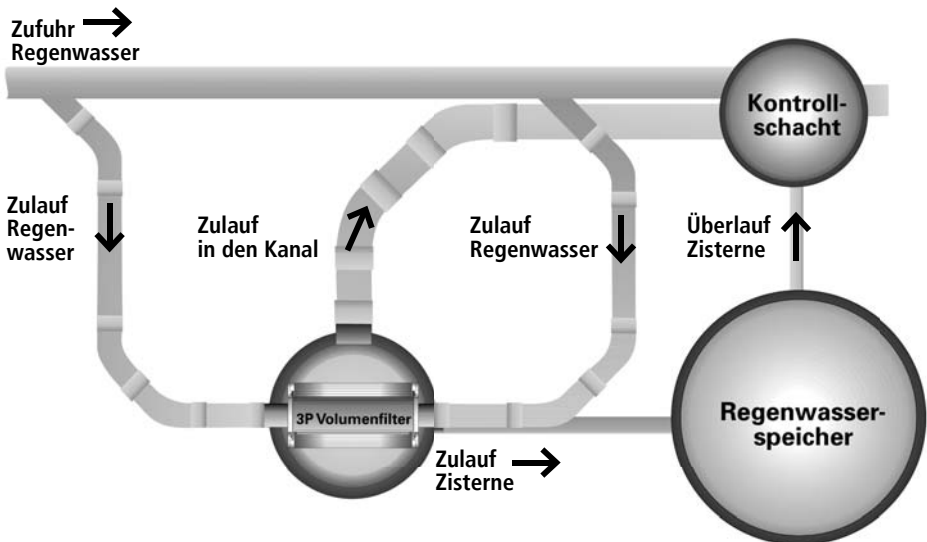 Zufuhr
Regenwasser
Kontroll-
schacht
Zulauf
Regen-
wasser
Zulauf
in den Kanal
Zulauf
Regenwasser
Überlauf
Zisterne
3P Volumenfilter
Regenwasser-
speicher
Zulauf
Zisterne